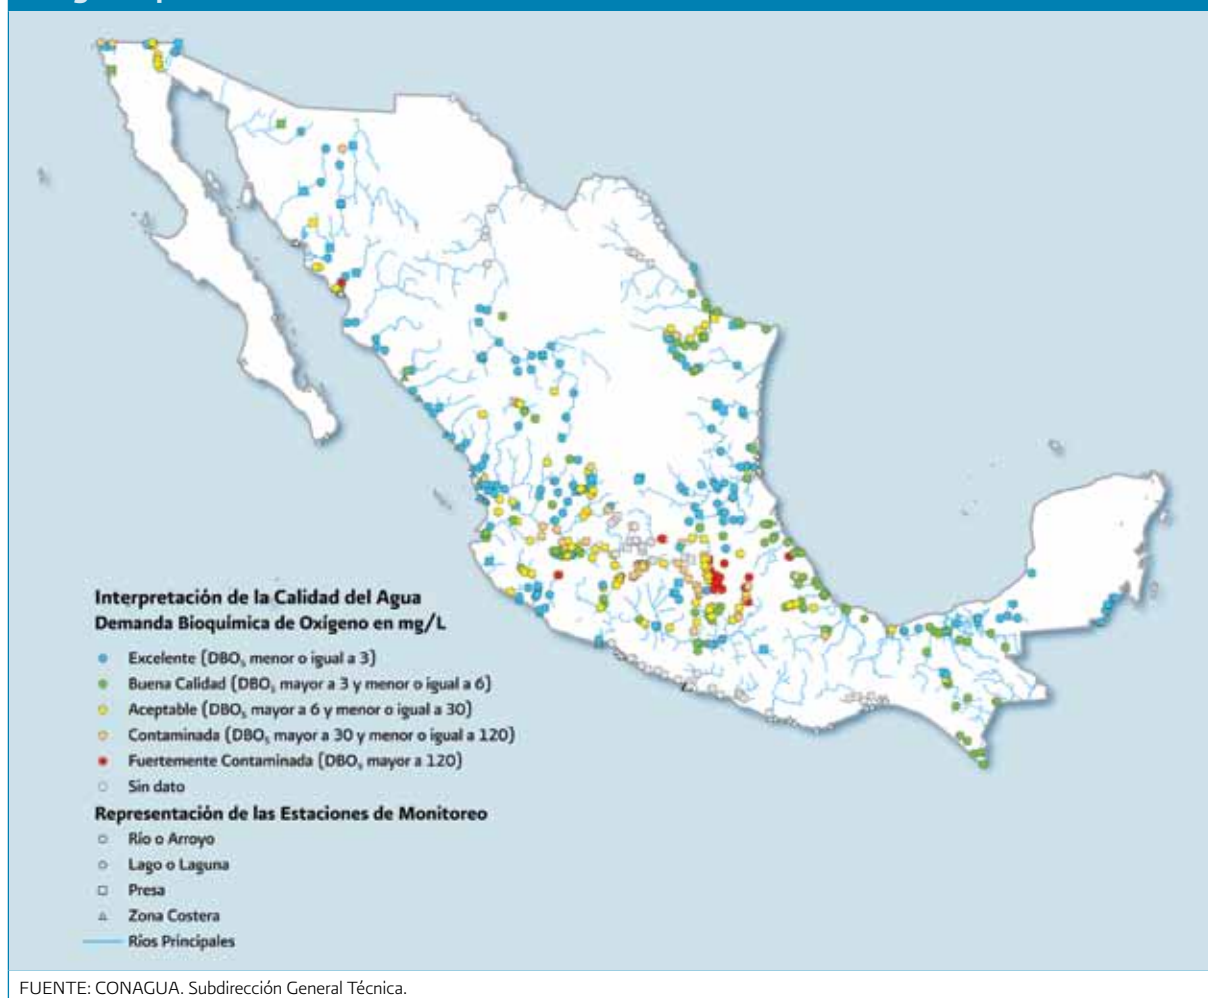 Interpretación de la Calidad del Agua
Demanda Bioquímica de Oxígeno en mg/L
Excelente (DBO₅ menor o igual a 3)
Buena Calidad (DBO₅ mayor a 3 y menor o igual a 6)
Aceptable (DBO₅ mayor a 6 y menor o igual a 30)
Contaminada (DBO₅ mayor a 30 y menor o igual a 120)
Fuertemente Contaminada (DBO₅ mayor a 120)
Sin dato
Representación de las Estaciones de Monitoreo
Río o Arroyo
Lago o Laguna
Presa
Zona Costera
Ríos Principales
FUENTE: CONAGUA. Subdirección General Técnica.